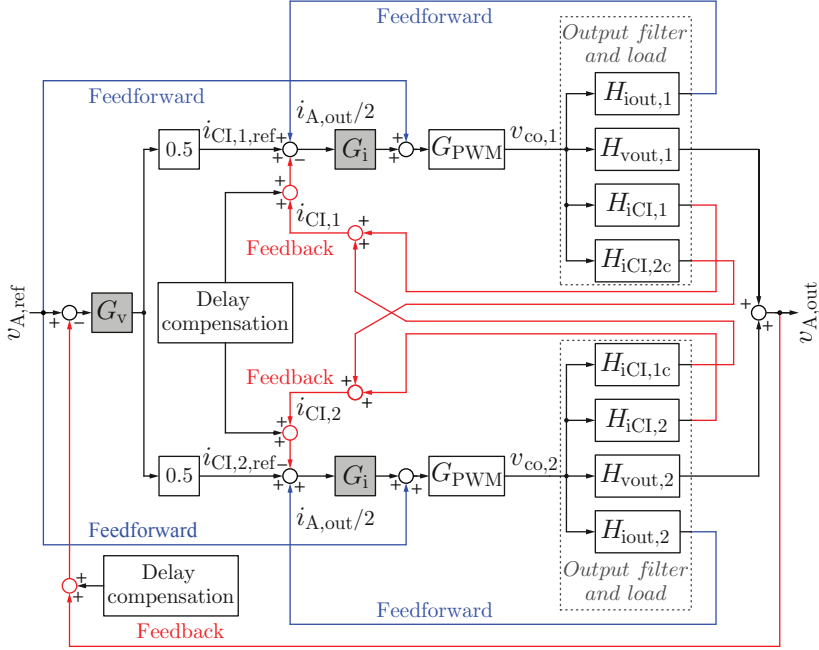 Feedforward
Output filter
and load
Feedforward
i_A,out/2
H_iout,1
0.5
i_CI,1,ref
+
+
−
G_i
+
+
G_PWM
v_co,1
H_vout,1
+
+
i_CI,1
+
+
H_iCI,1
Feedback
H_iCI,2c
v_A,ref
+
−
G_v
Delay
compensation
+
+
v_A,out
Feedback
+
+
H_iCI,1c
i_CI,2
+
+
H_iCI,2
0.5
i_CI,2,ref
−
+
+
G_i
+
+
G_PWM
v_co,2
H_vout,2
i_A,out/2
Feedforward
H_iout,2
+
+
Delay
compensation
Output filter
and load
Feedforward
Feedback